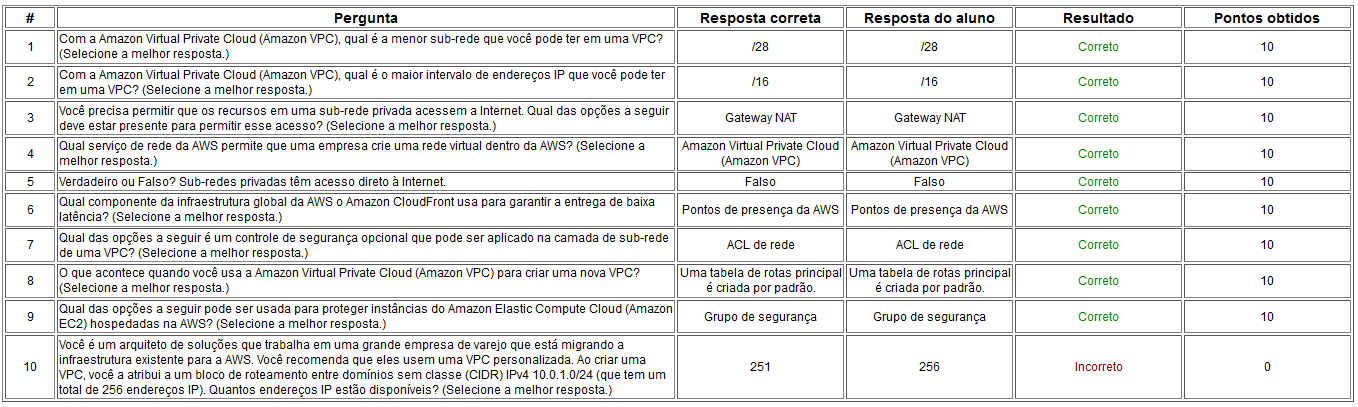 # Pergunta Resposta correta Resposta do aluno Resultado Pontos obtidos
1 Com a Amazon Virtual Private Cloud (Amazon VPC), qual é a menor sub-rede que você pode ter em uma VPC?
(Selecione a melhor resposta.) /28 /28 Correto 10
2 Com a Amazon Virtual Private Cloud (Amazon VPC), qual é o maior intervalo de endereços IP que você pode ter
em uma VPC? (Selecione a melhor resposta.) /16 /16 Correto 10
3 Você precisa permitir que os recursos em uma sub-rede privada acessem a Internet. Qual das opções a seguir
deve estar presente para permitir esse acesso? (Selecione a melhor resposta.) Gateway NAT Gateway NAT Correto 10
4 Qual serviço de rede da AWS permite que uma empresa crie uma rede virtual dentro da AWS? (Selecione a
melhor resposta.) Amazon Virtual Private Cloud
(Amazon VPC) Amazon Virtual Private Cloud
(Amazon VPC) Correto 10
5 Verdadeiro ou Falso? Sub-redes privadas têm acesso direto à Internet. Falso Falso Correto 10
6 Qual componente da infraestrutura global da AWS o Amazon CloudFront usa para garantir a entrega de baixa
latência? (Selecione a melhor resposta.) Pontos de presença da AWS Pontos de presença da AWS Correto 10
7 Qual das opções a seguir é um controle de segurança opcional que pode ser aplicado na camada de sub-rede
de uma VPC? (Selecione a melhor resposta.) ACL de rede ACL de rede Correto 10
8 O que acontece quando você usa a Amazon Virtual Private Cloud (Amazon VPC) para criar uma nova VPC?
(Selecione a melhor resposta.) Uma tabela de rotas principal
é criada por padrão. Uma tabela de rotas principal
é criada por padrão. Correto 10
9 Qual das opções a seguir pode ser usada para proteger instâncias do Amazon Elastic Compute Cloud (Amazon
EC2) hospedadas na AWS? (Selecione a melhor resposta.) Grupo de segurança Grupo de segurança Correto 10
10 Você é um arquiteto de soluções que trabalha em uma grande empresa de varejo que está migrando a
infraestrutura existente para a AWS. Você recomenda que eles usem uma VPC personalizada. Ao criar uma
VPC, você a atribui a um bloco de roteamento entre domínios sem classe (CIDR) IPv4 10.0.1.0/24 (que tem um
total de 256 endereços IP). Quantos endereços IP estão disponíveis? (Selecione a melhor resposta.) 251 256 Incorreto 0